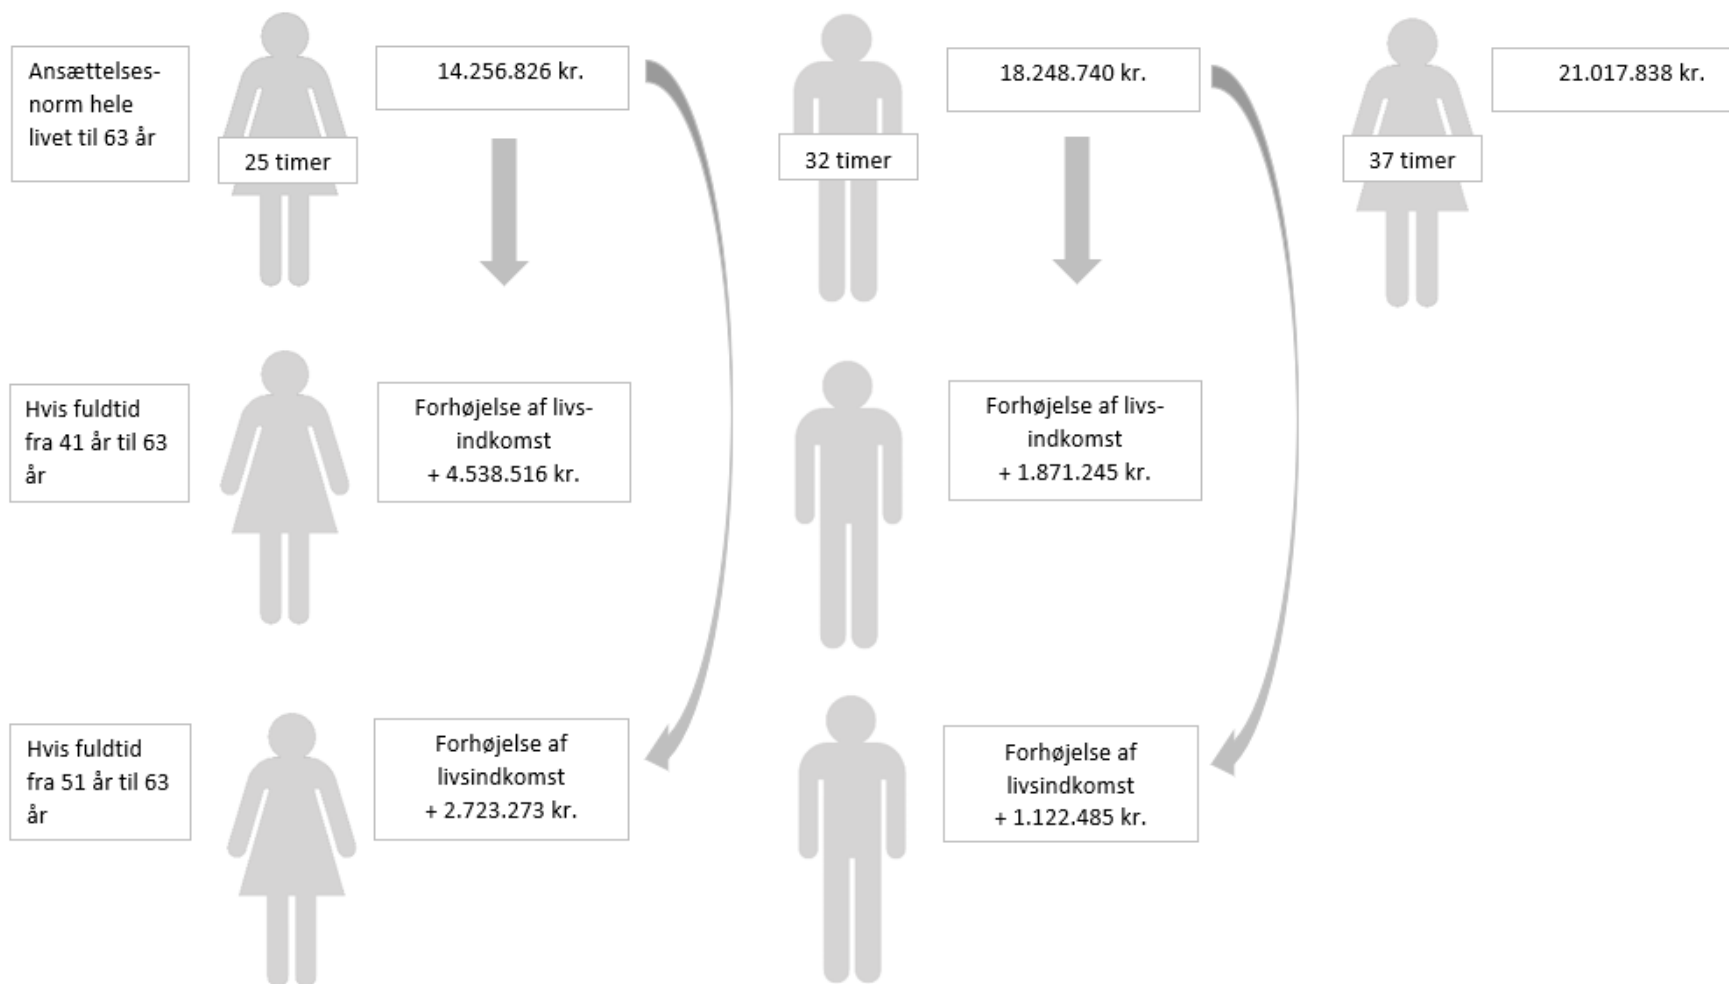 Ansættelses-
norm hele
livet til 63 år
25 timer
14.256.826 kr.
32 timer
18.248.740 kr.
37 timer
21.017.838 kr.
Hvis fuldtid
fra 41 år til 63
år
Forhøjelse af livs-
indkomst
+ 4.538.516 kr.
Forhøjelse af livs-
indkomst
+ 1.871.245 kr.
Hvis fuldtid
fra 51 år til 63
år
Forhøjelse af
livsindkomst
+ 2.723.273 kr.
Forhøjelse af
livsindkomst
+ 1.122.485 kr.